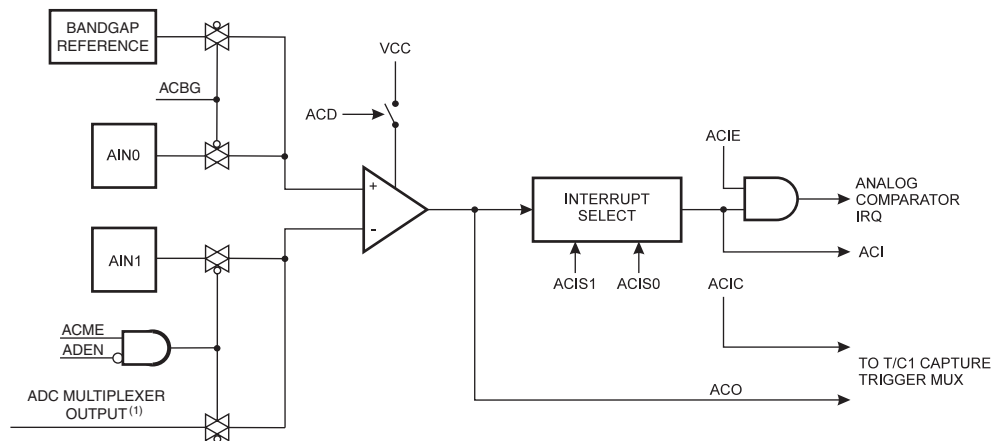 BANDGAP
REFERENCE
VCC
ACBG
ACD
AIN0
ACIE
+
INTERRUPT
SELECT
ANALOG
COMPARATOR
IRQ
-
AIN1
ACI
ACIS1 ACIS0 ACIC
ACME
ADEN
TO T/C1 CAPTURE
TRIGGER MUX
ADC MULTIPLEXER
OUTPUT (1)
ACO